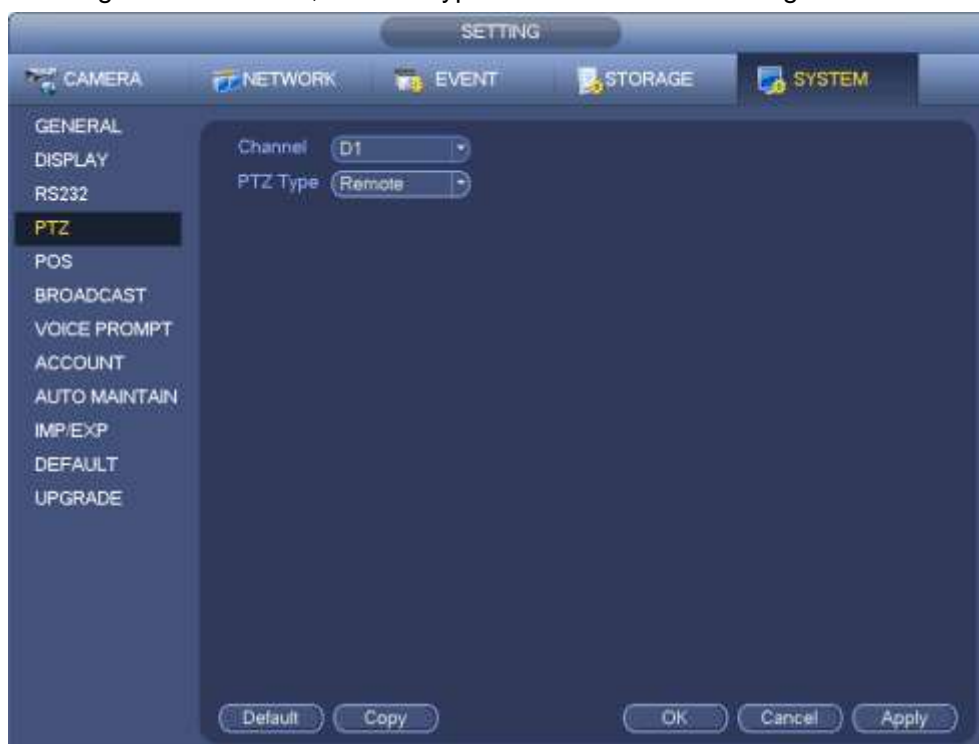 SETTING
CAMERA NETWORK EVENT STORAGE SYSTEM
GENERAL
DISPLAY
RS232
PTZ
POS
BROADCAST
VOICE PROMPT
ACCOUNT
AUTO MAINTAIN
IMP/EXP
DEFAULT
UPGRADE
Channel D1
PTZ Type Remote
Default Copy OK Cancel Apply